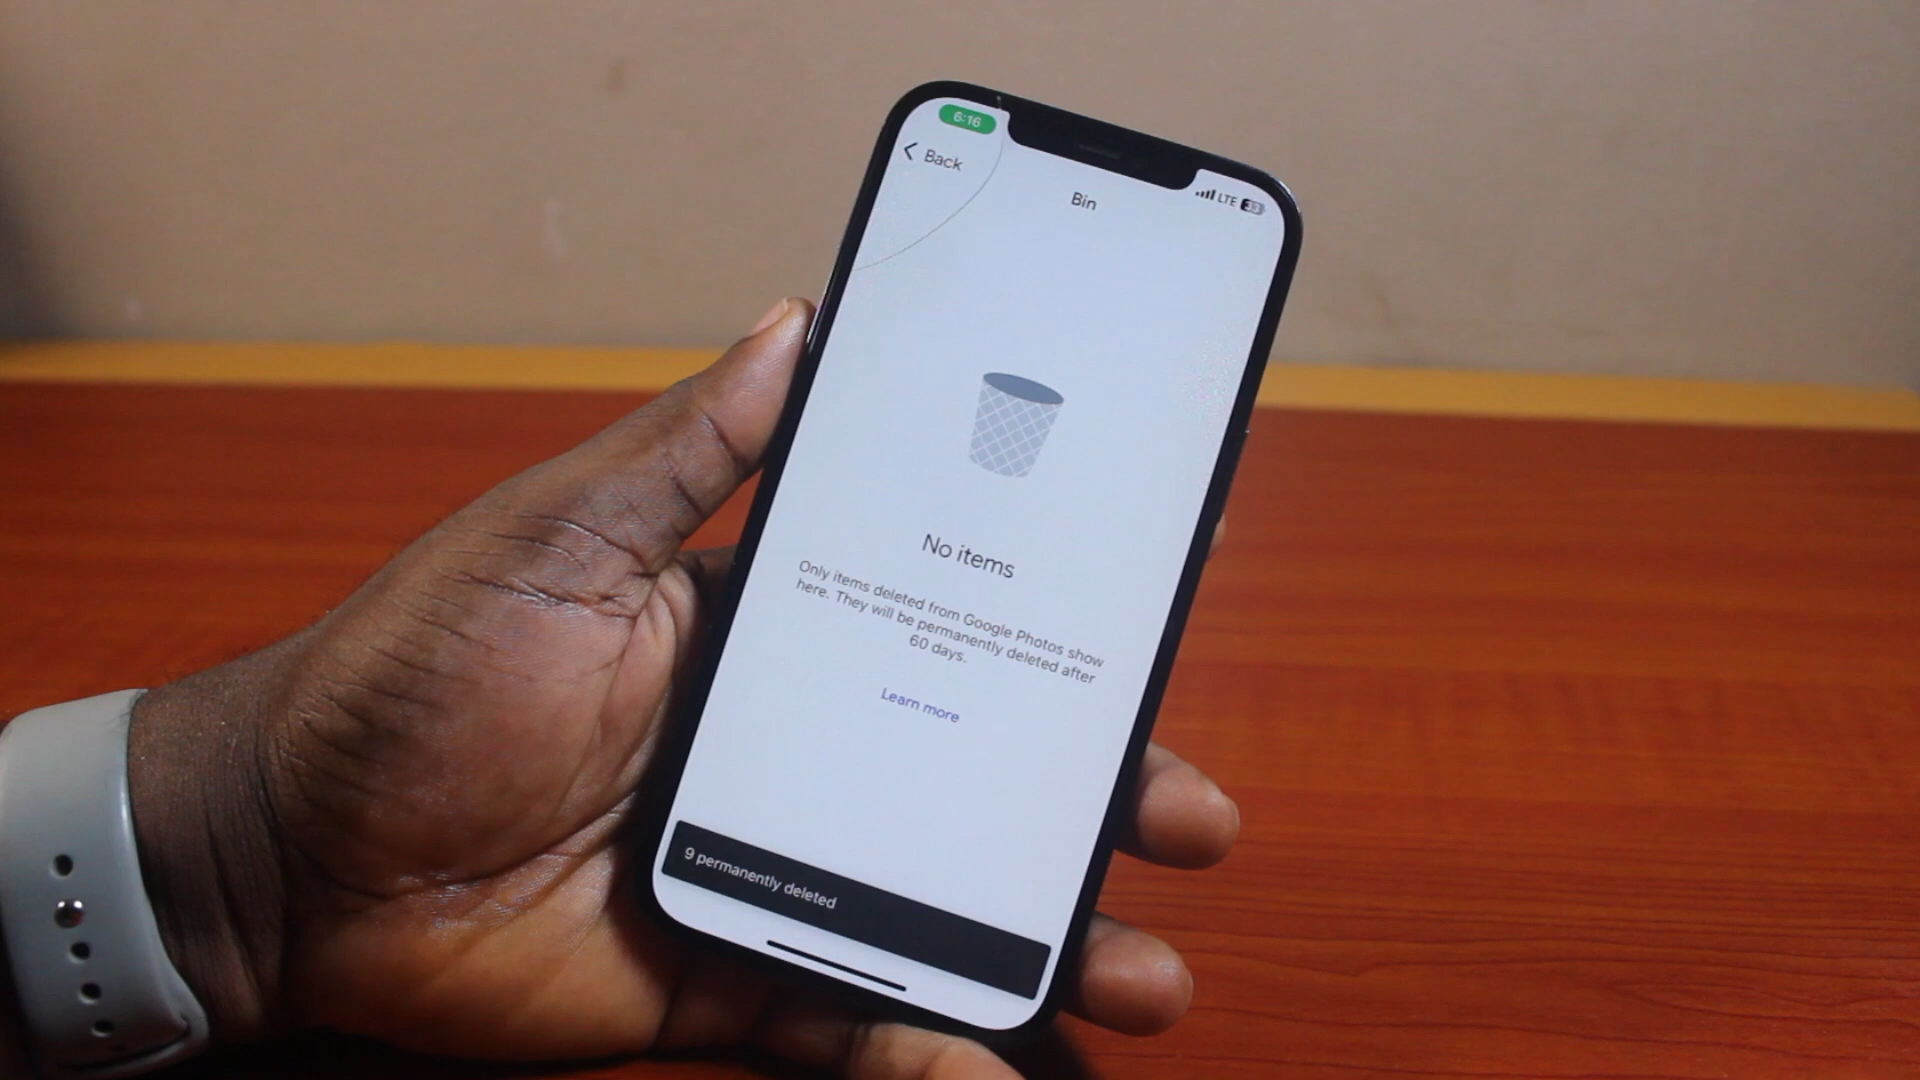 6:16
LTE 33
Back
Bin
No items
Only items deleted from Google Photos show
here. They will be permanently deleted after
60 days.
Learn more
9 permanently deleted